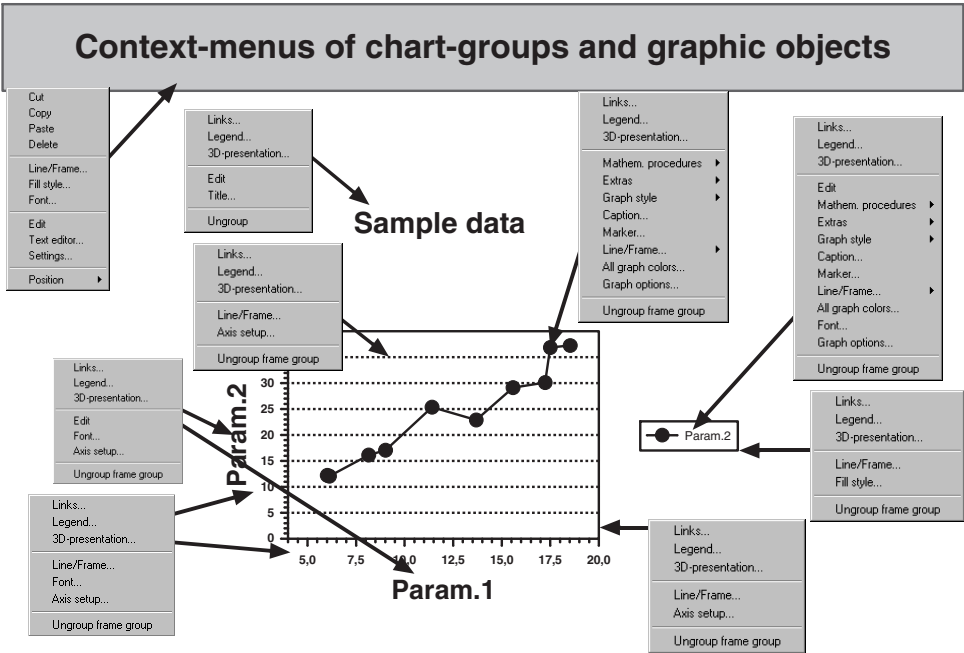 Context-menus of chart-groups and graphic objects
Cut
Copy
Paste
Delete
Line/Frame...
Fill style...
Font...
Edit
Text editor...
Settings...
Position
Links...
Legend...
3D-presentation...
Edit
Title...
Ungroup
Sample data
Links...
Legend...
3D-presentation...
Mathem. procedures
Extras
Graph style
Caption...
Marker...
Line/Frame...
All graph colors...
Graph options...
Ungroup frame group
Links...
Legend...
3D-presentation...
Edit
Mathem. procedures
Extras
Graph style
Caption...
Marker...
Line/Frame...
All graph colors...
Font...
Graph options...
Ungroup frame group
Links...
Legend...
3D-presentation...
Line/Frame...
Axis setup...
Ungroup frame group
Links...
Legend...
3D-presentation...
Edit
Font...
Axis setup...
Ungroup frame group
Param.2
30
25
20
15
10
5
0
5,0 7,5 10,0 12,5 15,0 17,5 20,0
Param.1
Param.2
Links...
Legend...
3D-presentation...
Line/Frame...
Fill style...
Ungroup frame group
Links...
Legend...
3D-presentation...
Line/Frame...
Font...
Axis setup...
Ungroup frame group
Links...
Legend...
3D-presentation...
Line/Frame...
Axis setup...
Ungroup frame group